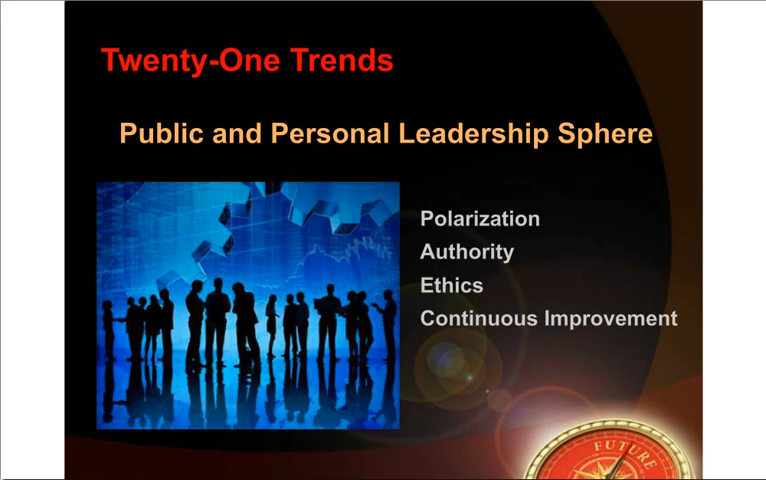 Twenty-One Trends
Public and Personal Leadership Sphere
Polarization
Authority
Ethics
Continuous Improvement
FUTURE